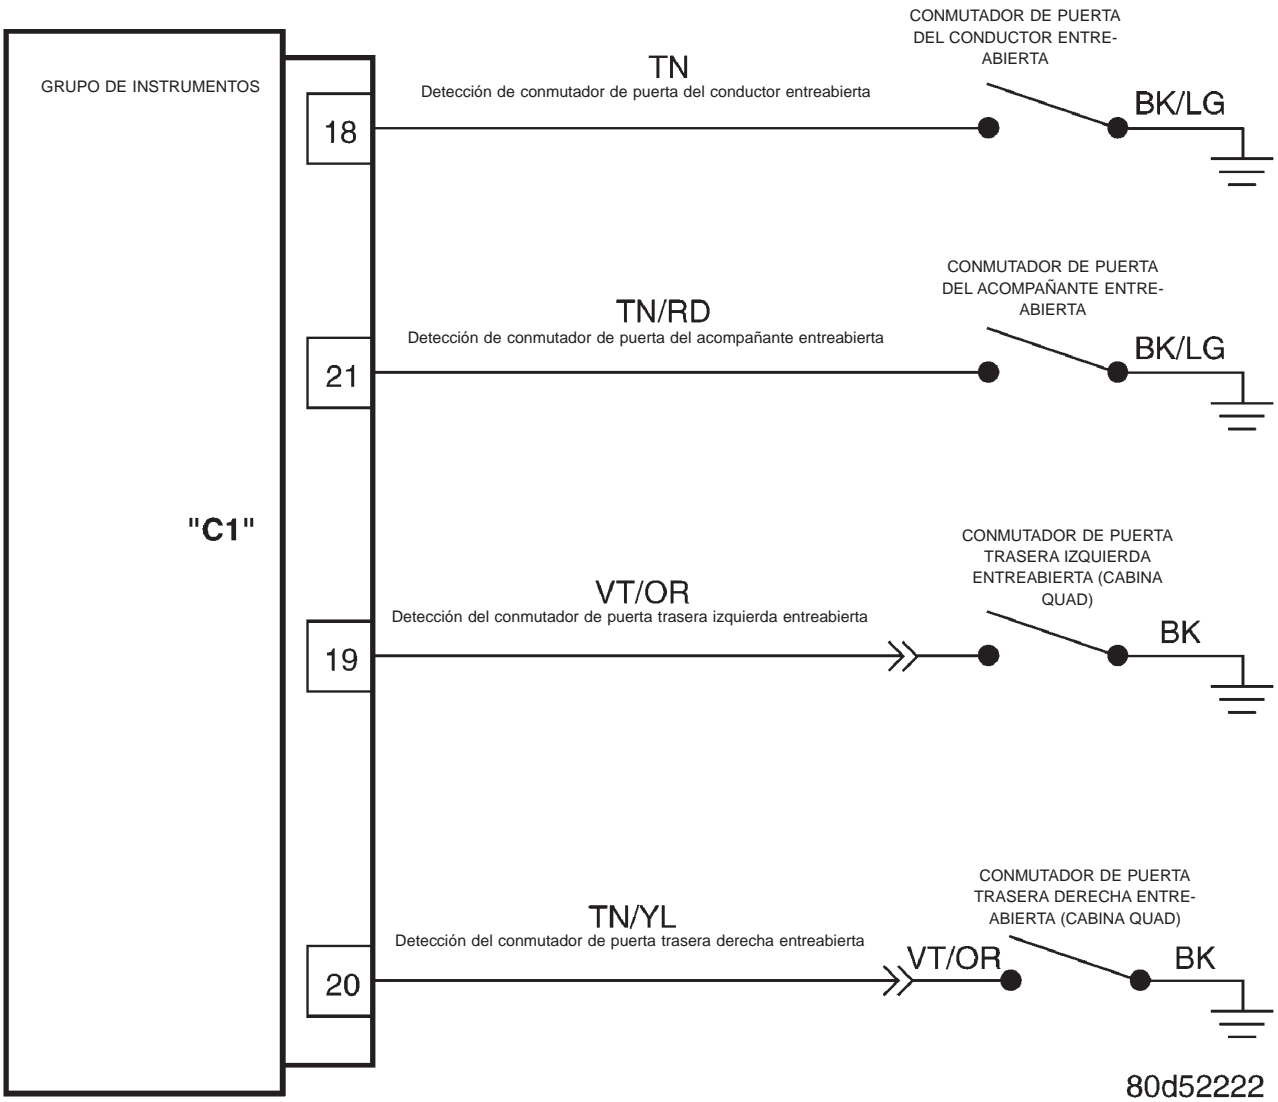 CONMUTADOR DE PUERTA
DEL CONDUCTOR ENTRE-
ABIERTA
TN
GRUPO DE INSTRUMENTOS
Detección de conmutador de puerta del conductor entreabierta
BK/LG
18
CONMUTADOR DE PUERTA
DEL ACOMPAÑANTE ENTRE-
ABIERTA
TN/RD
Detección de conmutador de puerta del acompañante entreabierta
BK/LG
21
"C1"
CONMUTADOR DE PUERTA
TRASERA IZQUIERDA
ENTREABIERTA (CABINA
QUAD)
VT/OR
Detección del conmutador de puerta trasera izquierda entreabierta
BK
19
CONMUTADOR DE PUERTA
TRASERA DERECHA ENTRE-
ABIERTA (CABINA QUAD)
TN/YL
Detección del conmutador de puerta trasera derecha entreabierta
VT/OR
BK
20
80d52222